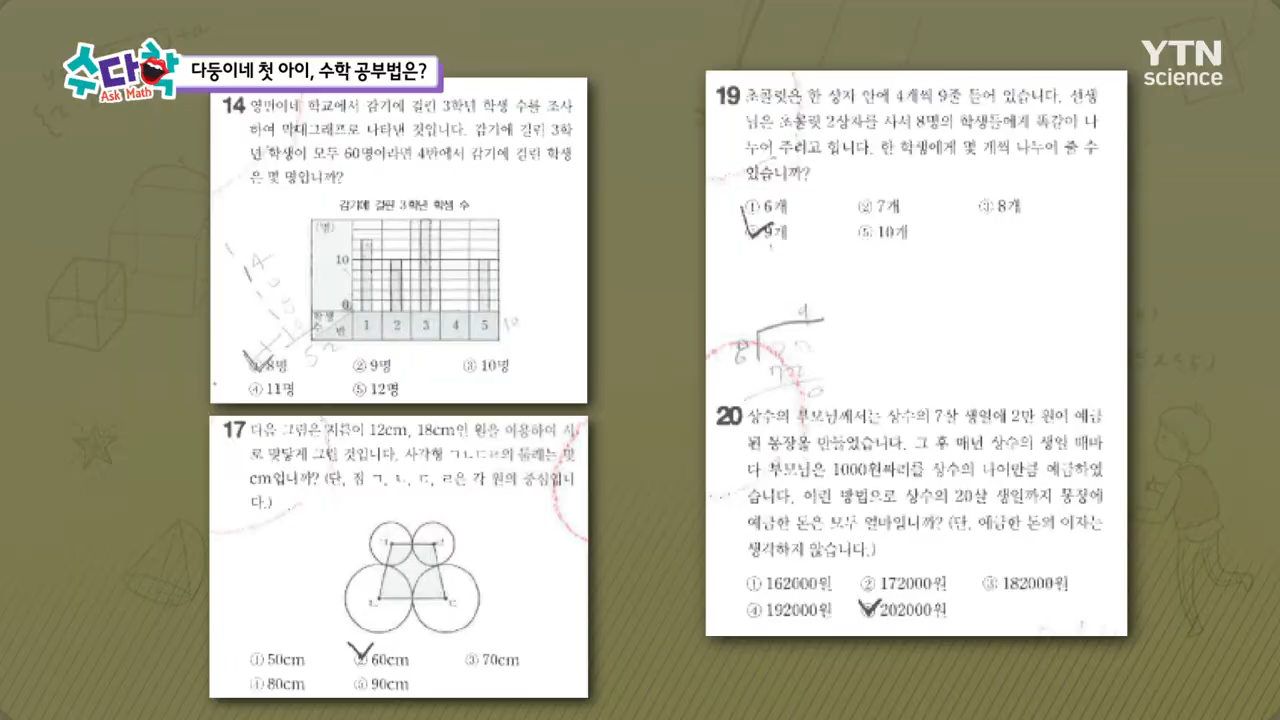 수다학
Ask Math
다둥이네 첫 아이, 수학 공부법은?
YTN
science
14 영민이네 학교에서 감기에 걸린 3학년 학생 수를 조사
하여 막대그래프로 나타낸 것입니다. 감기에 걸린 3학
년 학생이 모두 60명이라면 4반에서 감기에 걸린 학생
은 몇 명입니까?
감기에 걸린 3학년 학생 수
(명)
10
0
학생수
반
1 2 3 4 5
10
14
10
52
① 8명 ② 9명 ③ 10명
④ 11명 ⑤ 12명
17 다음 그림은 지름이 12cm, 18cm인 원을 이용하여 서
로 맞닿게 그린 것입니다. 사각형 ㄱㄴㄷㄹ의 둘레는 몇
cm입니까? (단, 점 ㄱ, ㄴ, ㄷ, ㄹ은 각 원의 중심입니
다.)
① 50cm ② 60cm ③ 70cm
④ 80cm ⑤ 90cm
19 초콜릿은 한 상자 안에 4개씩 9줄 들어 있습니다. 선생
님은 초콜릿 2상자를 사서 8명의 학생들에게 똑같이 나
누어 주려고 합니다. 한 학생에게 몇 개씩 나누어 줄 수
있습니까?
① 6개 ② 7개 ③ 8개
9개 ⑤ 10개
9
8
72
0
20 상수의 부모님께서는 상수의 7살 생일에 2만 원이 예금
된 통장을 만들었습니다. 그 후 매년 상수의 생일 때마
다 부모님은 1000원짜리를 상수의 나이만큼 예금하였
습니다. 이런 방법으로 상수의 20살 생일까지 통장에
예금한 돈은 모두 얼마입니까? (단, 예금한 돈의 이자는
생각하지 않습니다.)
① 162000원 ② 172000원 ③ 182000원
④ 192000원 202000원